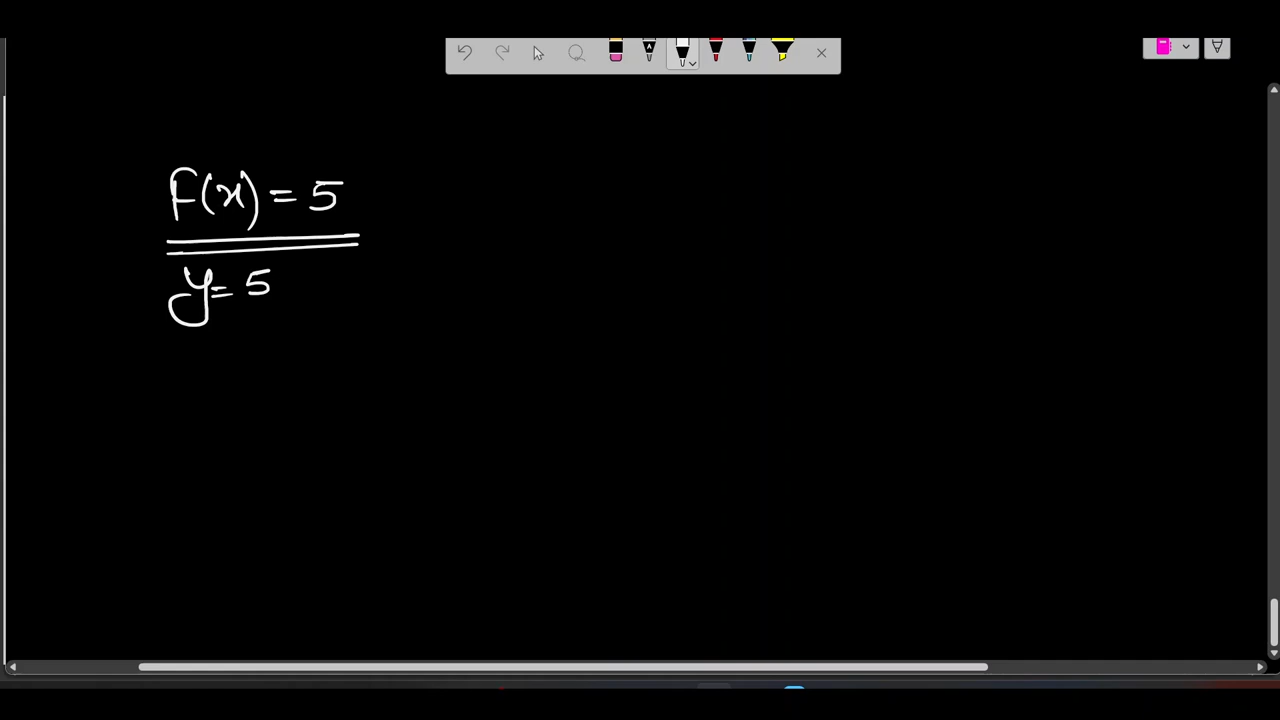 F(x) = 5
y = 5